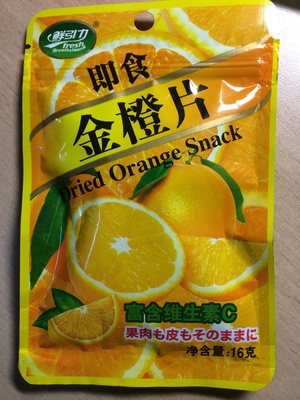 鲜引力
fresh
Gravitation
即食
金橙片
Dried Orange Snack
富含维生素C
果肉も皮もそのままに
净含量:16克